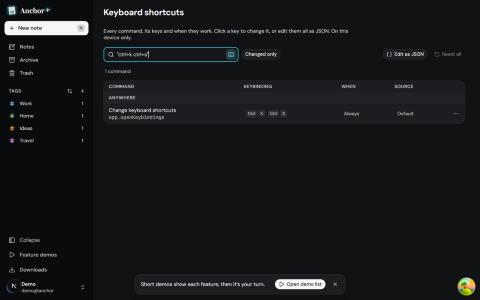 Anchor
New note
N
Notes
Archive
Trash
TAGS
Work 1
Home 1
Ideas 1
Travel 1
Collapse
Feature demos
Downloads
Demo
demo@anchor
Keyboard shortcuts
Every command, its keys and when they work. Click a key to change it, or edit them all as JSON. On this
device only.
"ctrl+k ctrl+s"
Changed only
Edit as JSON
Reset all
1 command
COMMAND KEYBINDING WHEN SOURCE
ANYWHERE
Change keyboard shortcuts Ctrl K Ctrl S Always Default
app.openKeybindings
Short demos show each feature, then it's your turn. Open demo list